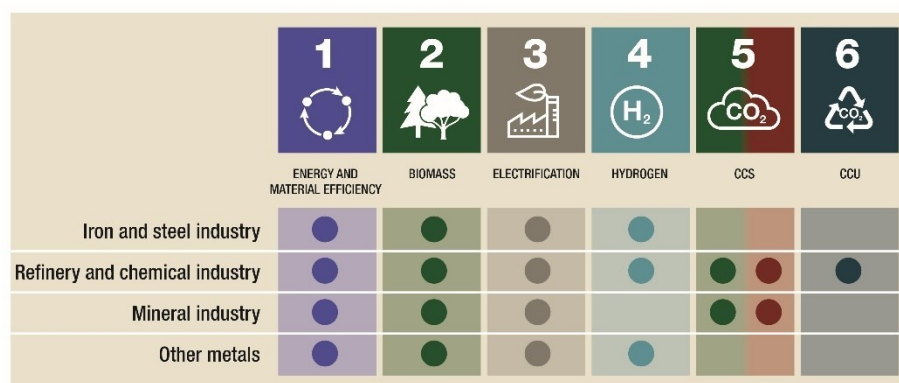 1 2 3 4 5 6
H₂ CO₂ CO₂
ENERGY AND
MATERIAL EFFICIENCY BIOMASS ELECTRIFICATION HYDROGEN CCS CCU
Iron and steel industry
Refinery and chemical industry
Mineral industry
Other metals